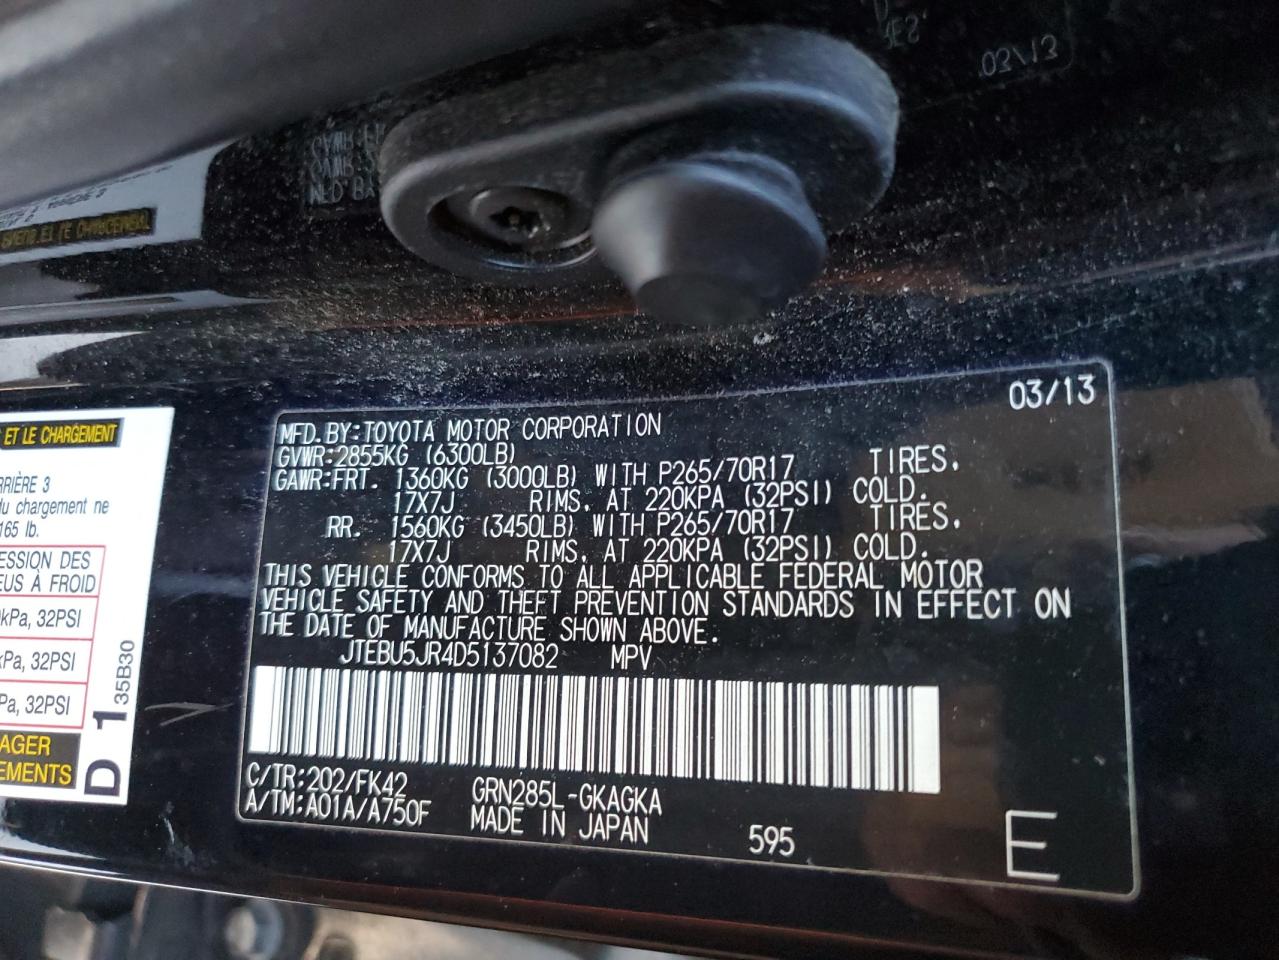 03\13
ET LE CHARGEMENT
RRIÈRE 3
du chargement ne
165 lb.
ESSION DES
EUS À FROID
kPa, 32PSI
kPa, 32PSI
Pa, 32PSI
AGER
EMENTS
D 1 35B30
03/13
MFD.BY:TOYOTA MOTOR CORPORATION
GVWR:2855KG (6300LB)
GAWR:FRT. 1360KG (3000LB) WITH P265/70R17 TIRES.
17X7J RIMS, AT 220KPA (32PSI) COLD.
RR. 1560KG (3450LB) WITH P265/70R17 TIRES,
17X7J RIMS, AT 220KPA (32PSI) COLD.
THIS VEHICLE CONFORMS TO ALL APPLICABLE FEDERAL MOTOR
VEHICLE SAFETY AND THEFT PREVENTION STANDARDS IN EFFECT ON
THE DATE OF MANUFACTURE SHOWN ABOVE.
JTEBU5JR4D5137082 MPV
C/TR:202/FK42 GRN285L-GKAGKA
A/TM:A01A/A750F MADE IN JAPAN 595
E